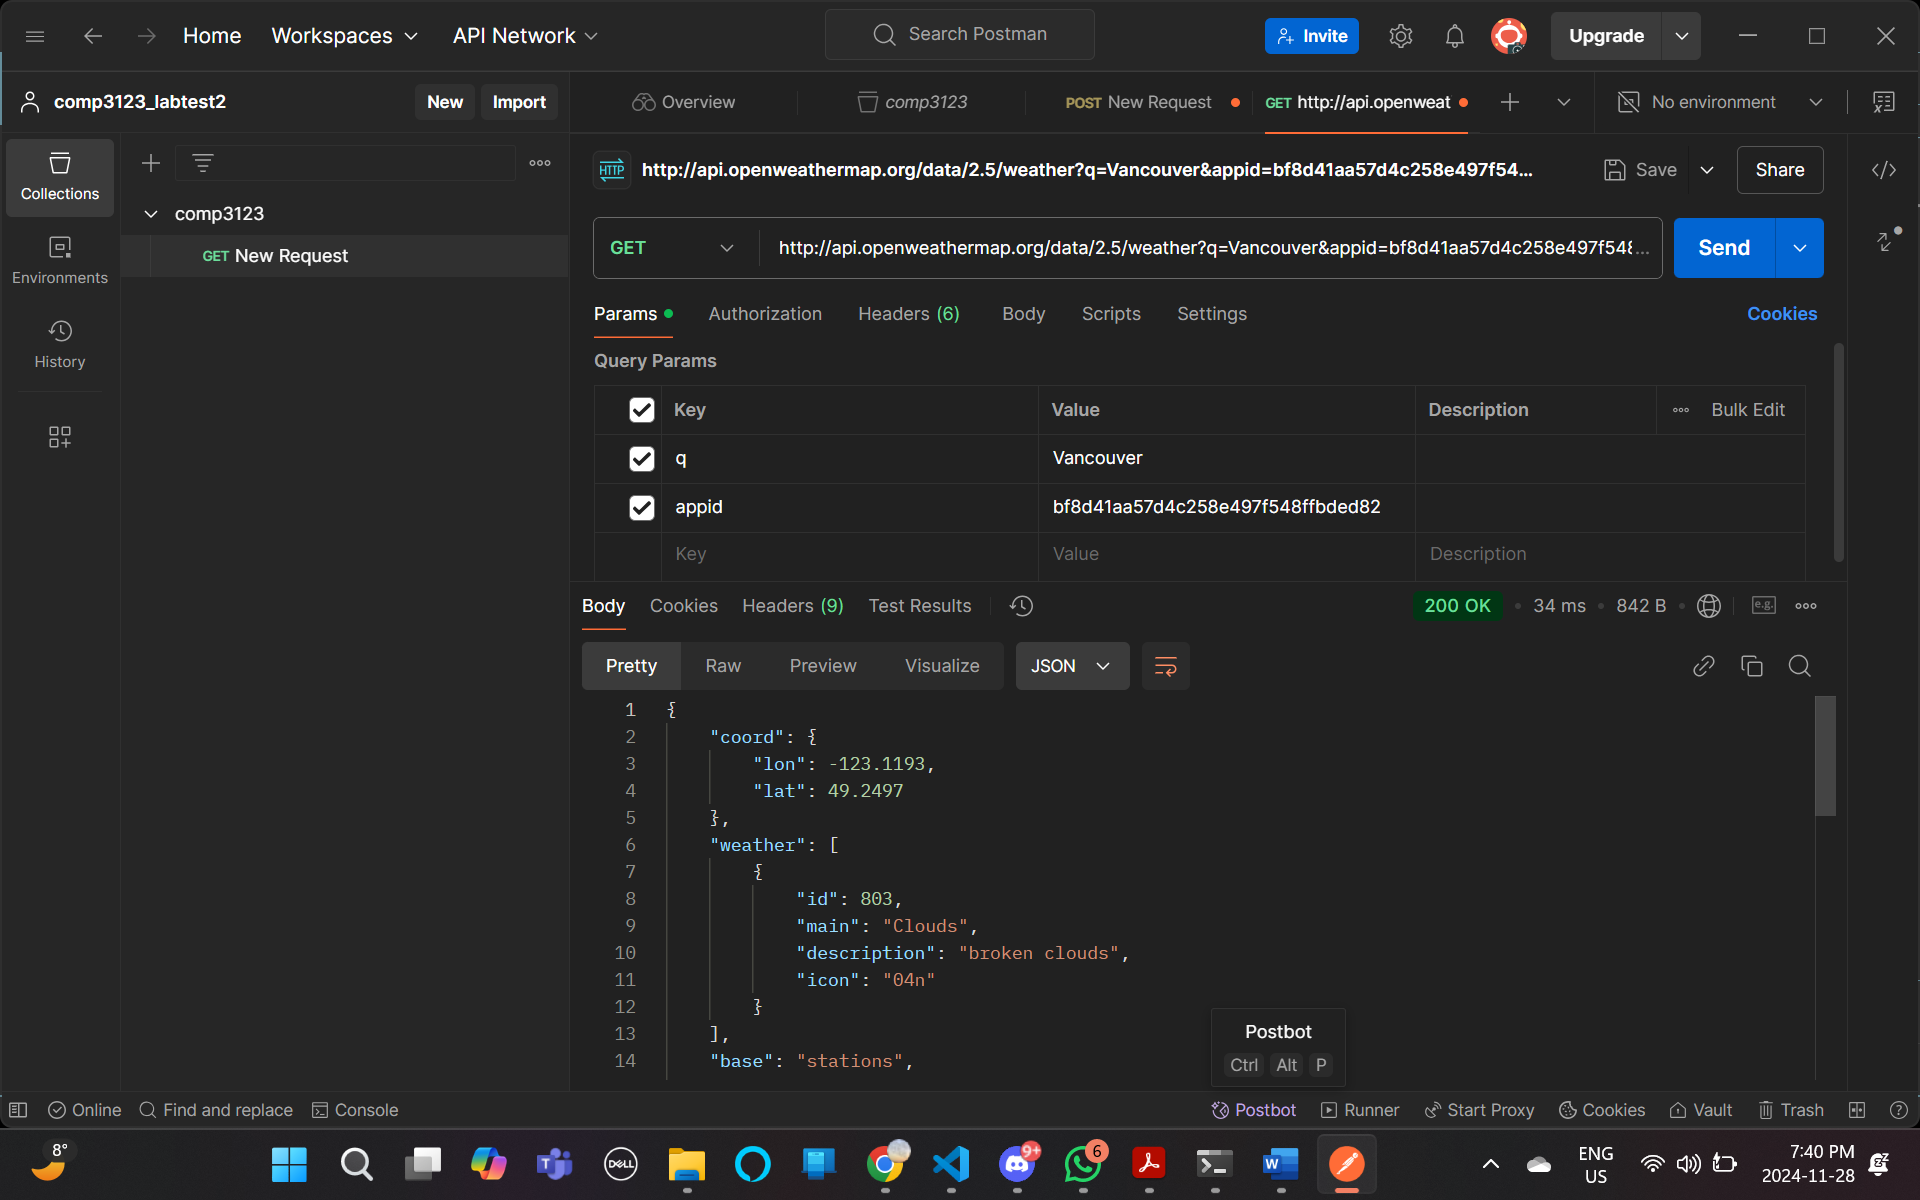 Home Workspaces API Network Search Postman Invite Upgrade
comp3123_labtest2 New Import Overview comp3123 POST New Request GET http://api.openweat No environment
HTTP http://api.openweathermap.org/data/2.5/weather?q=Vancouver&appid=bf8d41aa57d4c258e497f54... Save Share
Collections
comp3123
GET New Request
Environments
History
GET http://api.openweathermap.org/data/2.5/weather?q=Vancouver&appid=bf8d41aa57d4c258e497f548... Send
Params Authorization Headers (6) Body Scripts Settings Cookies
Query Params
Key Value Description Bulk Edit
q Vancouver
appid bf8d41aa57d4c258e497f548ffbded82
Key Value Description
Body Cookies Headers (9) Test Results 200 OK 34 ms 842 B e.g.
Pretty Raw Preview Visualize JSON
1 {
2 "coord": {
3 "lon": -123.1193,
4 "lat": 49.2497
5 },
6 "weather": [
7 {
8 "id": 803,
9 "main": "Clouds",
10 "description": "broken clouds",
11 "icon": "04n"
12 }
13 ],
14 "base": "stations",
Postbot
Ctrl Alt P
Online Find and replace Console Postbot Runner Start Proxy Cookies Vault Trash
8° DELL 9+ 6 ENG 7:40 PM
US 2024-11-28